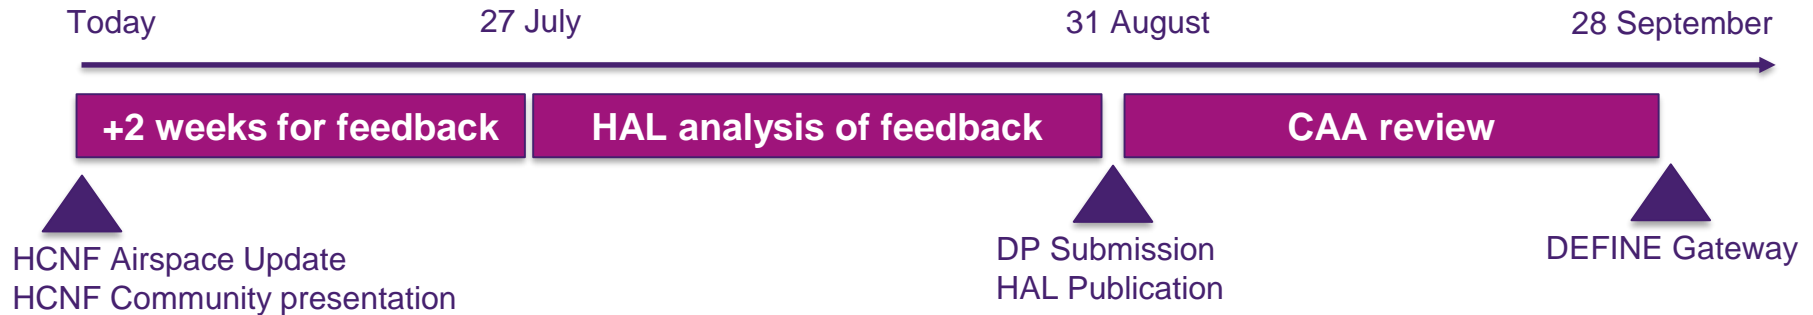 Today
27 July
31 August
28 September
+2 weeks for feedback
HAL analysis of feedback
CAA review
HCNF Airspace Update
HCNF Community presentation
DP Submission
HAL Publication
DEFINE Gateway